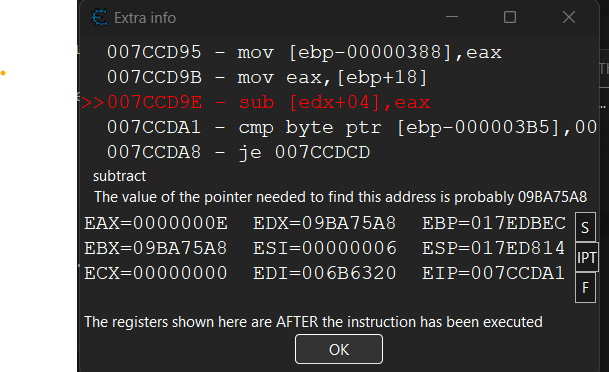 Extra info
007CCD95 - mov [ebp-00000388],eax
007CCD9B - mov eax,[ebp+18]
>>007CCD9E - sub [edx+04],eax
007CCDA1 - cmp byte ptr [ebp-000003B5],00
007CCDA8 - je 007CCDCD
subtract
The value of the pointer needed to find this address is probably 09BA75A8
EAX=0000000E EDX=09BA75A8 EBP=017EDBEC
EBX=09BA75A8 ESI=00000006 ESP=017ED814
ECX=00000000 EDI=006B6320 EIP=007CCDA1
S
IPT
F
The registers shown here are AFTER the instruction has been executed
OK